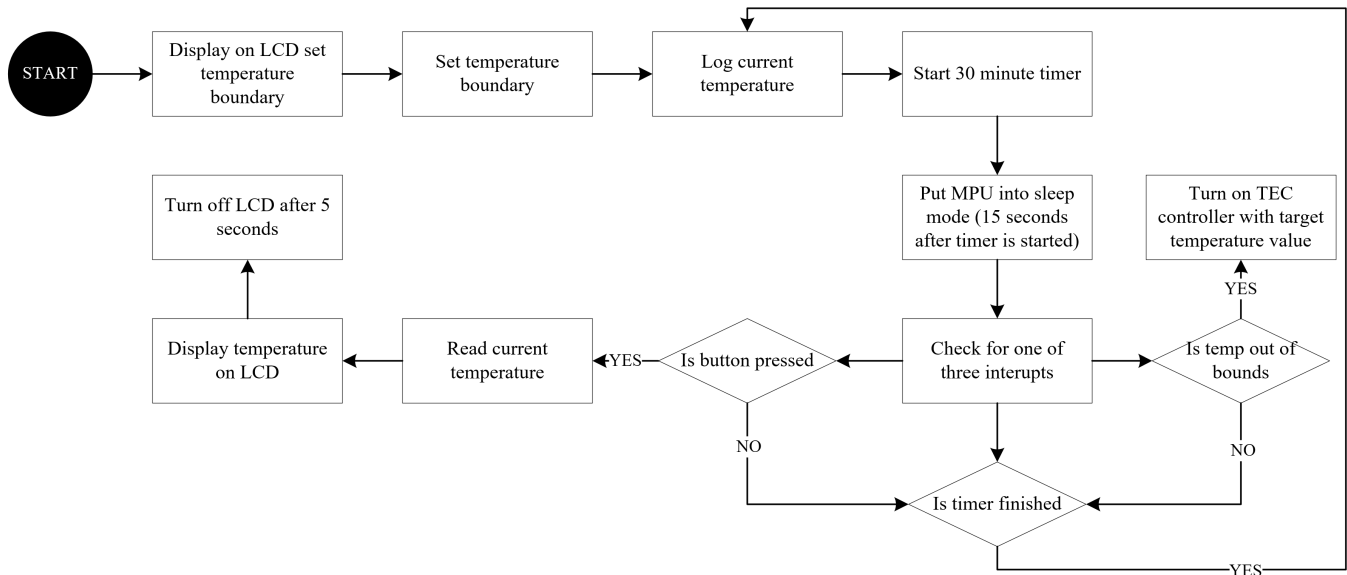 START
Display on LCD set
temperature
boundary
Set temperature
boundary
Log current
temperature
Start 30 minute timer
Turn off LCD after 5
seconds
Put MPU into sleep
mode (15 seconds
after timer is started)
Turn on TEC
controller with target
temperature value
YES
Display temperature
on LCD
Read current
temperature
YES
Is button pressed
Check for one of
three interupts
Is temp out of
bounds
NO
NO
Is timer finished
YES